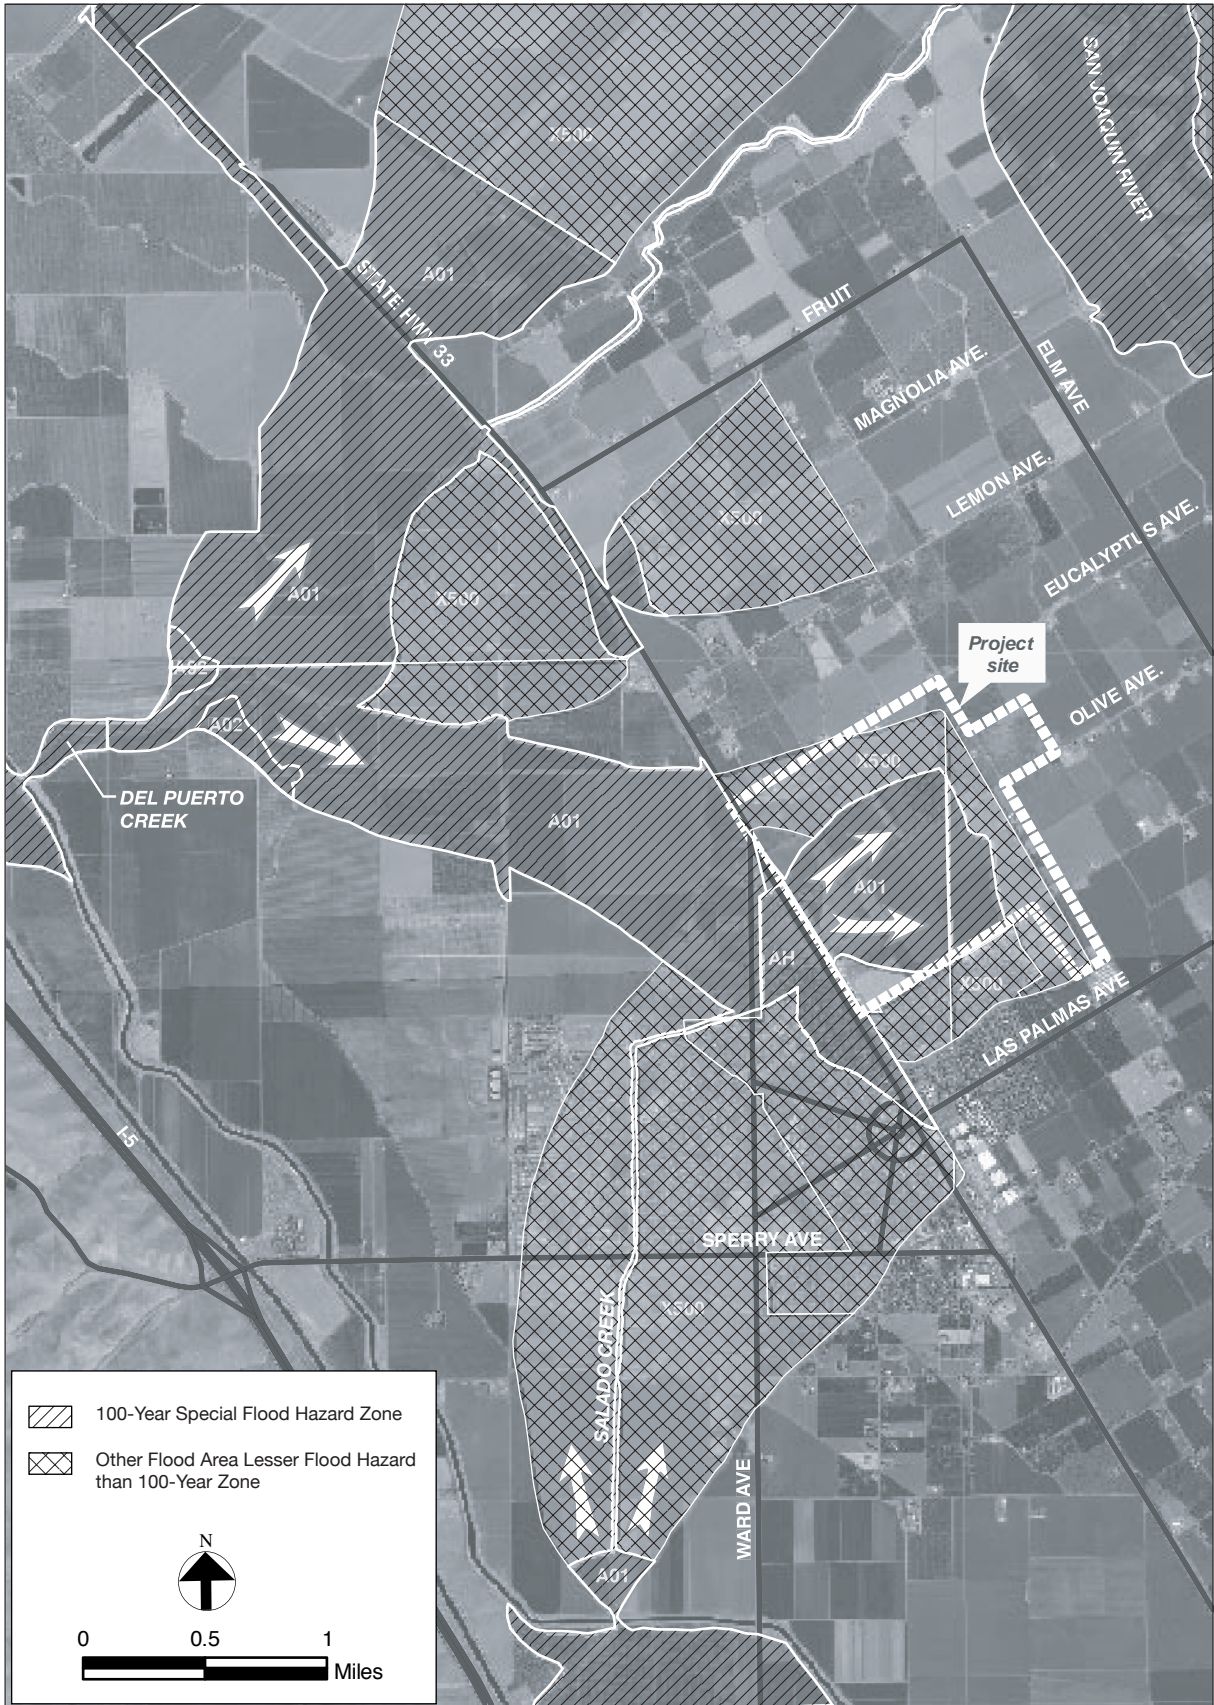 X500
SAN JOAQUIN RIVER
A01
STATE HWY 33
FRUIT
MAGNOLIA AVE.
ELM AVE
LEMON AVE.
X500
EUCALYPTUS AVE.
A01
X500
Project
site
A02
OLIVE AVE.
A02
X500
DEL PUERTO
CREEK
A01
A01
AH
X500
LAS PALMAS AVE
I-5
SPERRY AVE
X500
SALADO CREEK
WARD AVE
A01
100-Year Special Flood Hazard Zone
Other Flood Area Lesser Flood Hazard
than 100-Year Zone
N
0 0.5 1
Miles